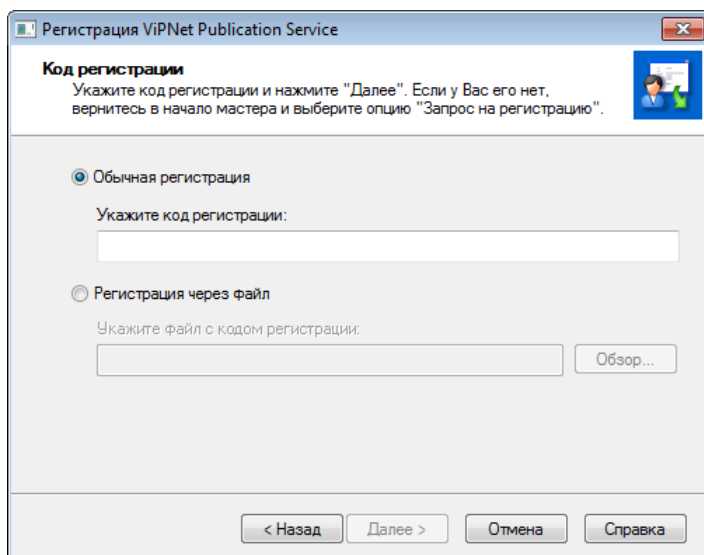 Регистрация ViPNet Publication Service
Код регистрации
Укажите код регистрации и нажмите "Далее". Если у Вас его нет,
вернитесь в начало мастера и выберите опцию "Запрос на регистрацию".
Обычная регистрация
Укажите код регистрации:
Регистрация через файл
Укажите файл с кодом регистрации:
Обзор...
< Назад
Далее >
Отмена
Справка